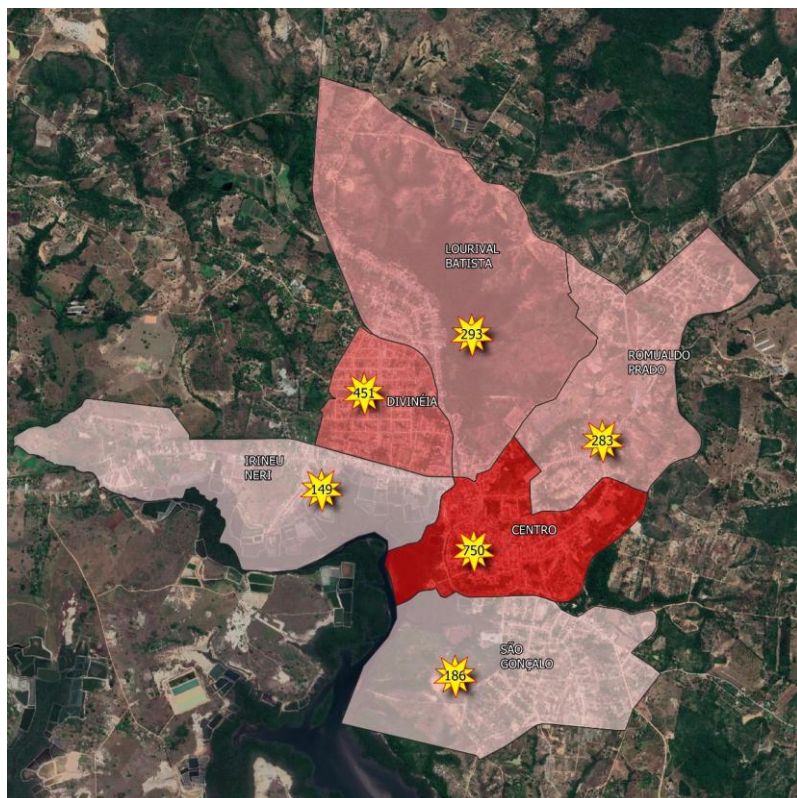 LOURIVAL
BATISTA
293
ROMUALDO
PRADO
451
DIVINÉIA
283
IRINEU
NERI
149
CENTRO
750
SÃO
GONÇALO
186